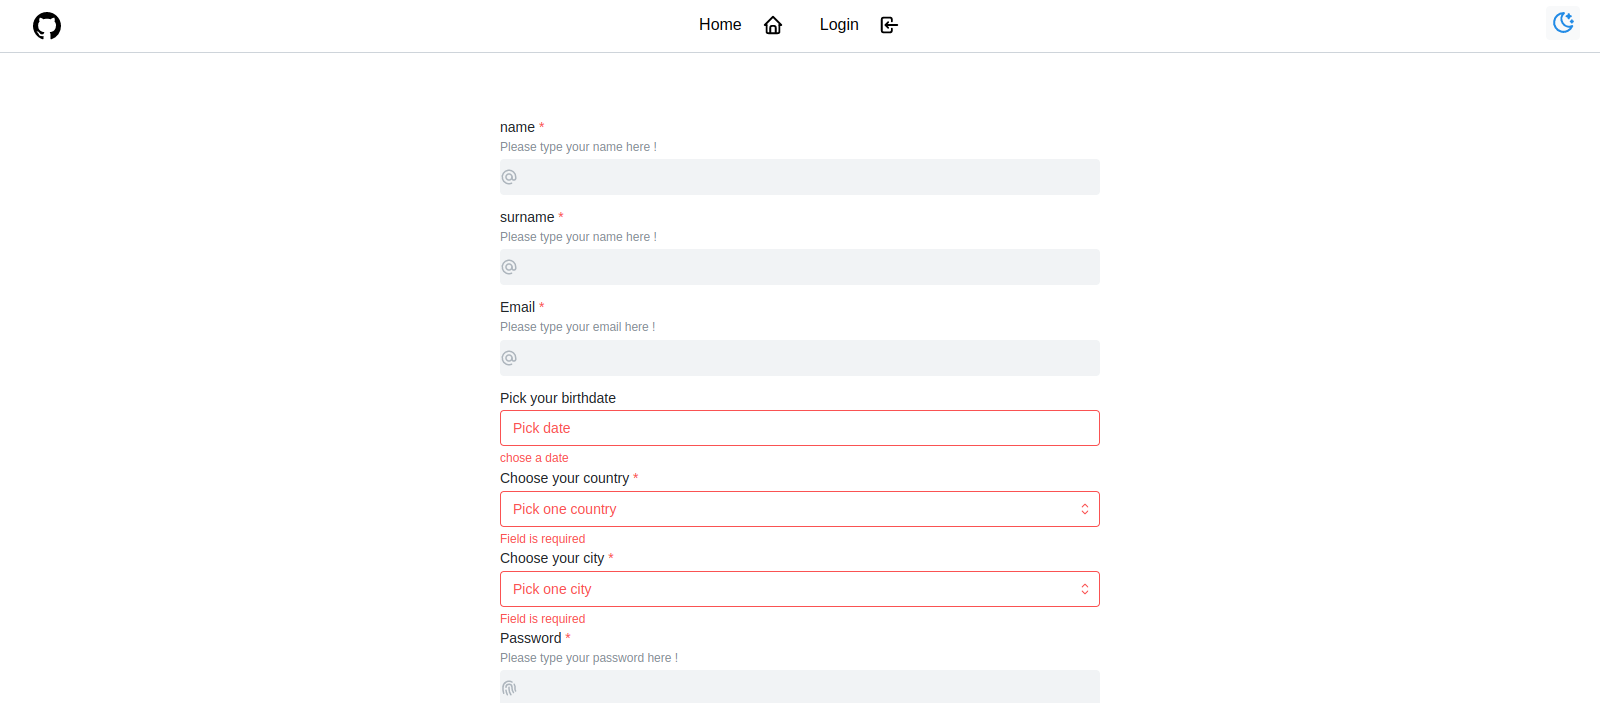 Home Login
name *
Please type your name here !
surname *
Please type your name here !
Email *
Please type your email here !
Pick your birthdate
Pick date
chose a date
Choose your country *
Pick one country
Field is required
Choose your city *
Pick one city
Field is required
Password *
Please type your password here !